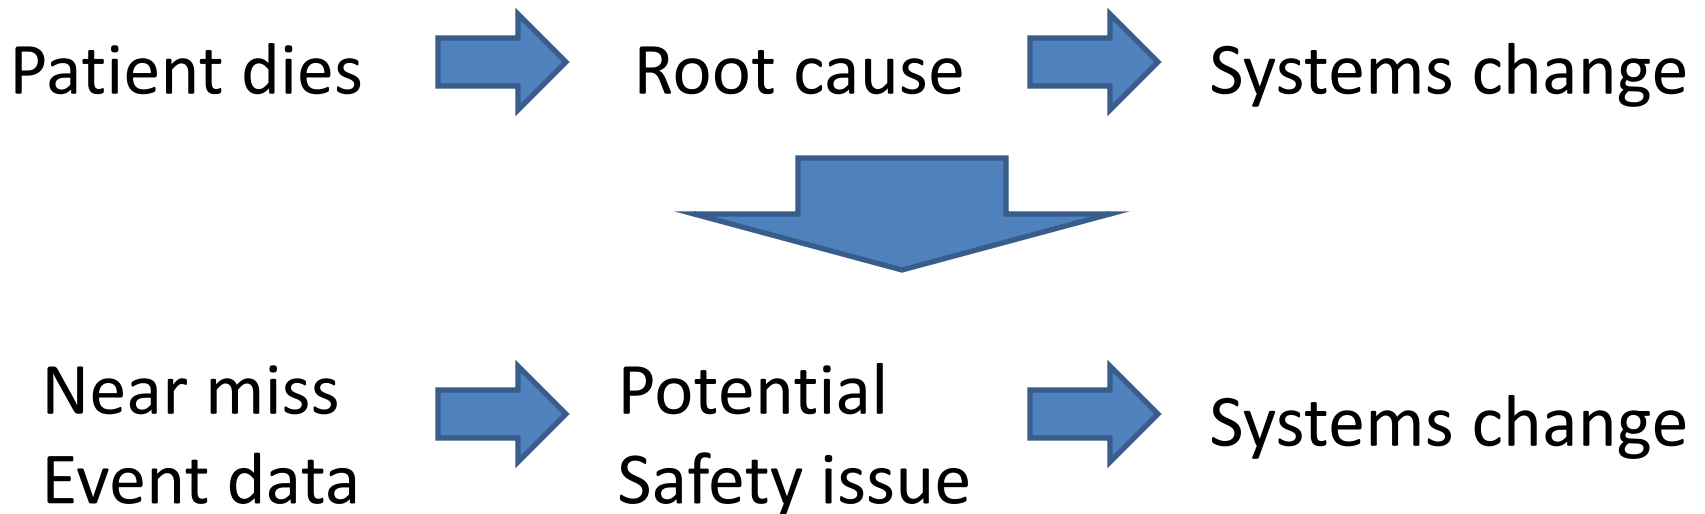 Patient dies
Root cause
Systems change
Near miss
Event data
Potential
Safety issue
Systems change